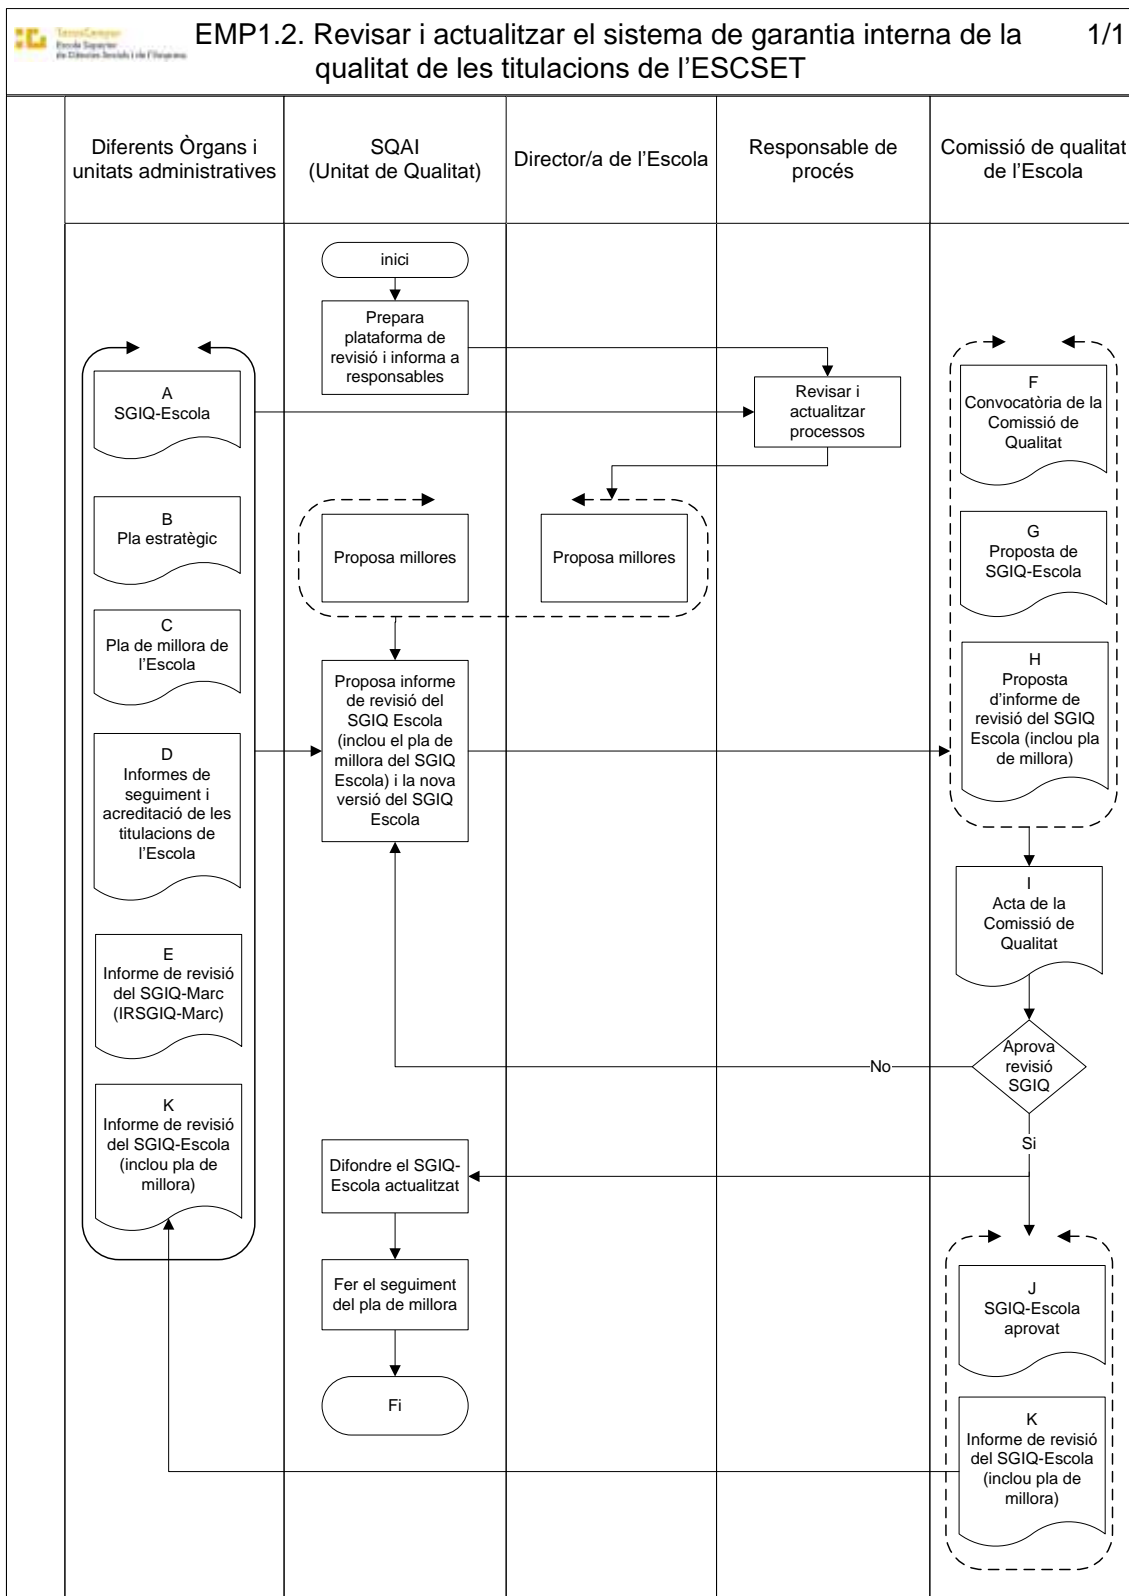 TecnoCampus
Escola Superior
de Ciències Socials i de l'Empresa
EMP1.2. Revisar i actualitzar el sistema de garantia interna de la
qualitat de les titulacions de l’ESCSET
1/1
Diferents Òrgans i
unitats administratives
SQAI
(Unitat de Qualitat)
Director/a de l’Escola
Responsable de
procés
Comissió de qualitat
de l’Escola
inici
Prepara
plataforma de
revisió i informa a
responsables
A
SGIQ-Escola
Revisar i
actualitzar
processos
F
Convocatòria de la
Comissió de
Qualitat
B
Pla estratègic
Proposa millores
Proposa millores
G
Proposta de
SGIQ-Escola
C
Pla de millora de
l’Escola
Proposa informe
de revisió del
SGIQ Escola
(inclou el pla de
millora del SGIQ
Escola) i la nova
versió del SGIQ
Escola
H
Proposta
d’informe de
revisió del SGIQ
Escola (inclou pla
de millora)
D
Informes de
seguiment i
acreditació de les
titulacions de
l’Escola
I
Acta de la
Comissió de
Qualitat
E
Informe de revisió
del SGIQ-Marc
(IRSGIQ-Marc)
Aprova
revisió
SGIQ
No
Si
K
Informe de revisió
del SGIQ-Escola
(inclou pla de
millora)
Difondre el SGIQ-
Escola actualitzat
Fer el seguiment
del pla de millora
J
SGIQ-Escola
aprovat
Fi
K
Informe de revisió
del SGIQ-Escola
(inclou pla de
millora)